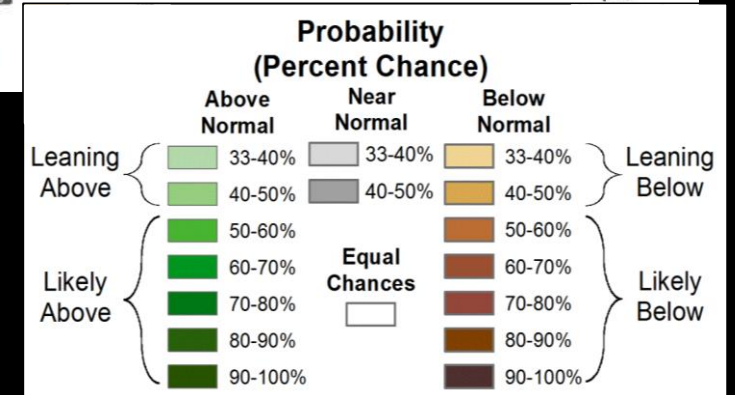 Probability
(Percent Chance)
Above Near Below
Normal Normal Normal
Leaning Above 33-40% 33-40% 33-40% Leaning Below
40-50% 40-50% 40-50%
Likely Above 50-60% 50-60% Likely Below
60-70% Equal Chances 60-70%
70-80% 70-80%
80-90% 80-90%
90-100% 90-100%